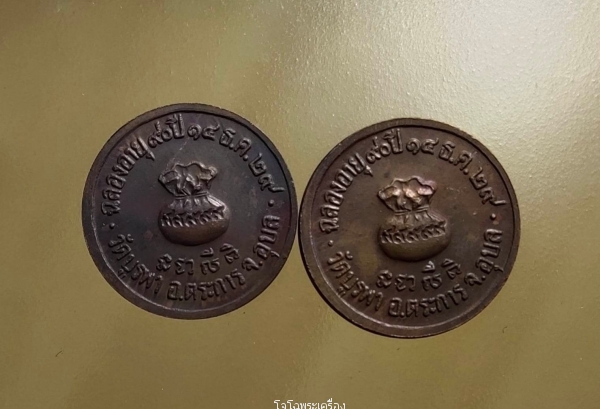 ฉลองอายุ ๙๐ ปี ๑๕ ธ.ค. ๒๙
วัดบูรพา อ.ตระการ จ.อุบล
ฉลองอายุ ๙๐ ปี ๑๕ ธ.ค. ๒๙
วัดบูรพา อ.ตระการ จ.อุบล
โจโฉพระเครื่อง